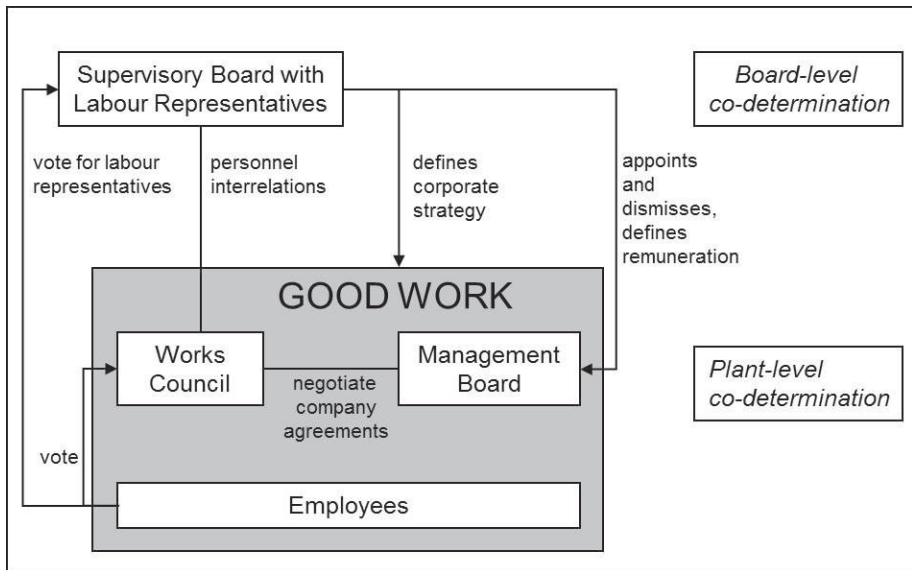 Supervisory Board with
Labour Representatives
Board-level
co-determination
vote for labour
representatives
personnel
interrelations
defines
corporate
strategy
appoints
and
dismisses,
defines
remuneration
GOOD WORK
Works
Council
negotiate
company
agreements
Management
Board
Plant-level
co-determination
vote
Employees